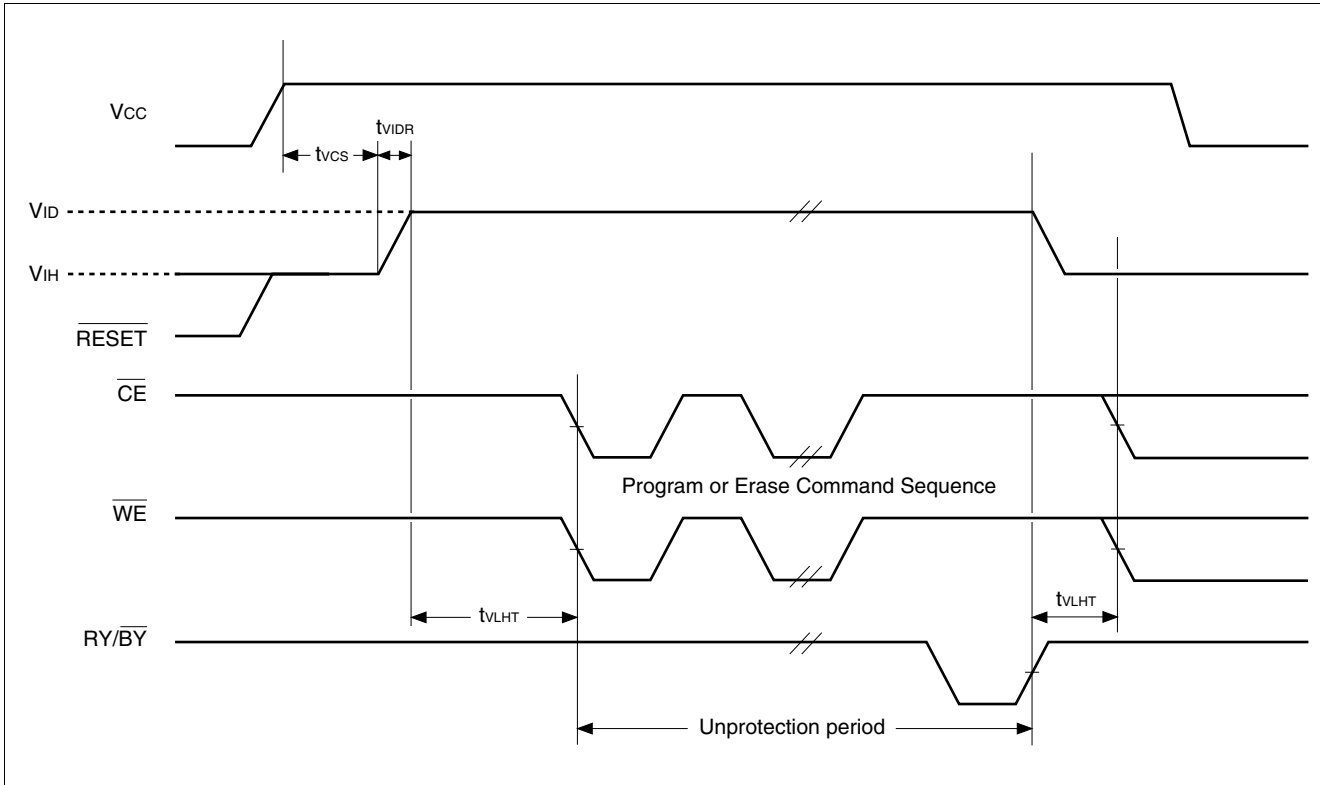 VCC
tVIDR
tVCS
VID
VIH
RESET
CE
Program or Erase Command Sequence
WE
tVLHT
tVLHT
RY/BY
Unprotection period